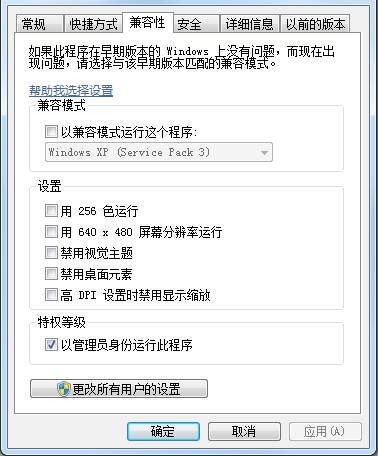 常规 快捷方式 兼容性 安全 详细信息 以前的版本
如果此程序在早期版本的 Windows 上没有问题，而现在出
现问题，请选择与该早期版本匹配的兼容模式。
帮助我选择设置
兼容模式
以兼容模式运行这个程序：
Windows XP (Service Pack 3)
设置
用 256 色运行
用 640 x 480 屏幕分辨率运行
禁用视觉主题
禁用桌面元素
高 DPI 设置时禁用显示缩放
特权等级
以管理员身份运行此程序
更改所有用户的设置
确定 取消 应用(A)